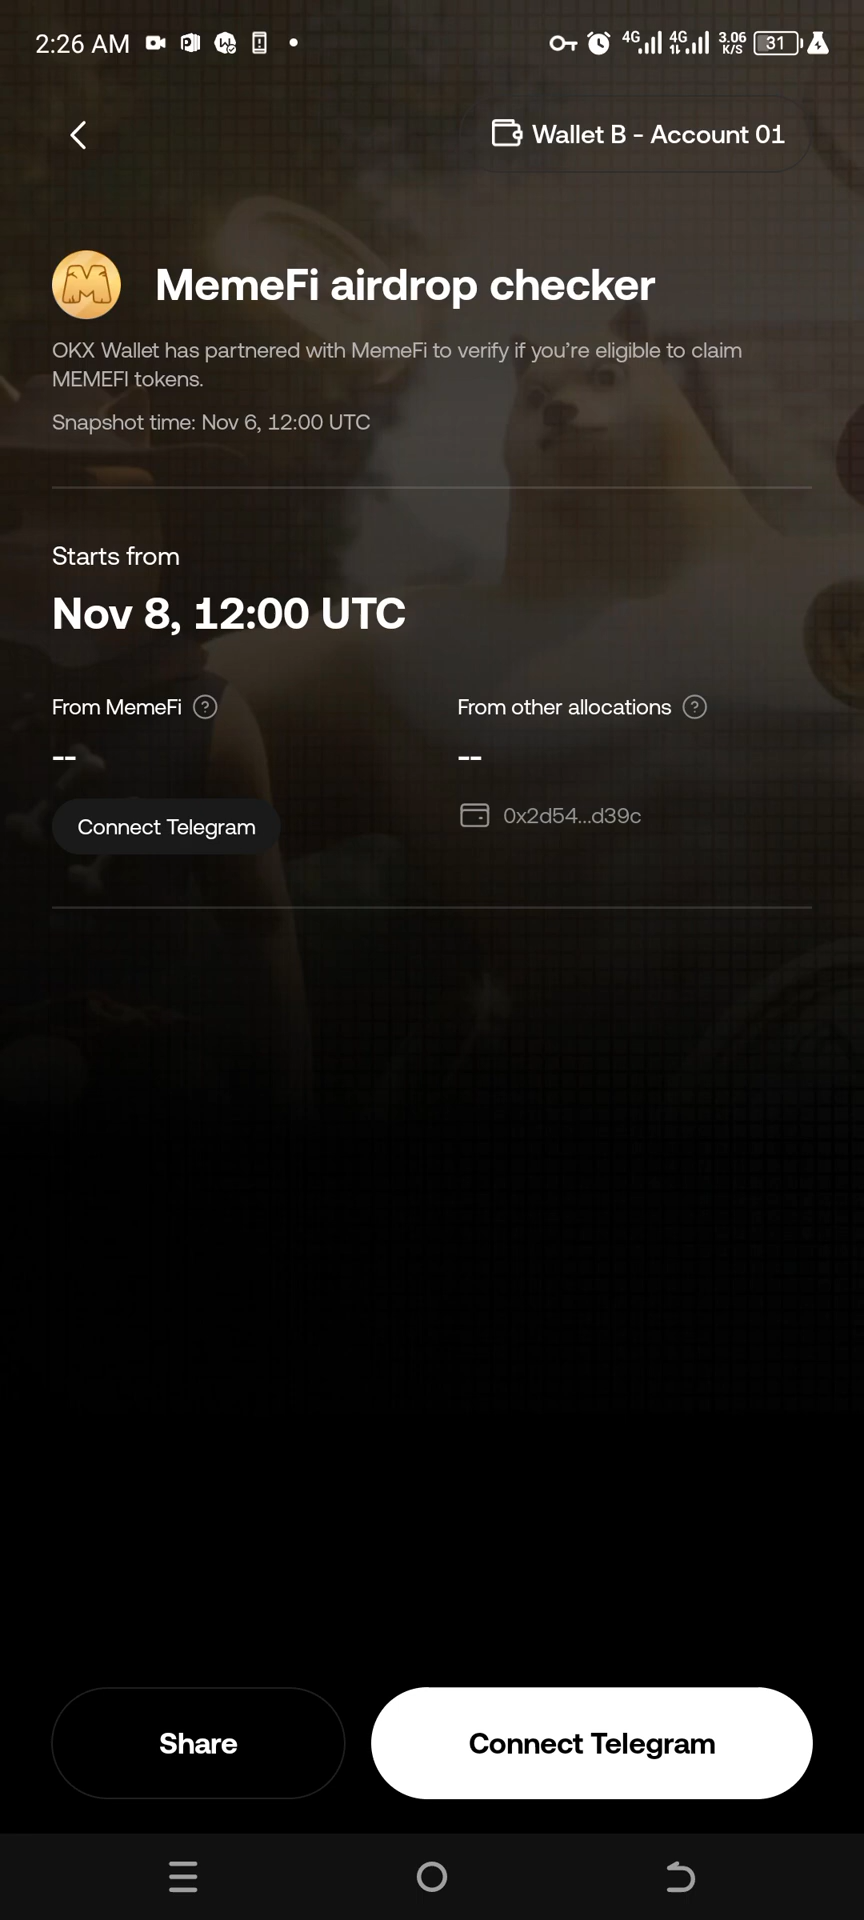 2:26 AM
4G 4G 3.06 K/S 31
Wallet B - Account 01
MemeFi airdrop checker
OKX Wallet has partnered with MemeFi to verify if you’re eligible to claim
MEMEFI tokens.
Snapshot time: Nov 6, 12:00 UTC
Starts from
Nov 8, 12:00 UTC
From MemeFi ?
From other allocations ?
--
--
Connect Telegram
0x2d54...d39c
Share
Connect Telegram